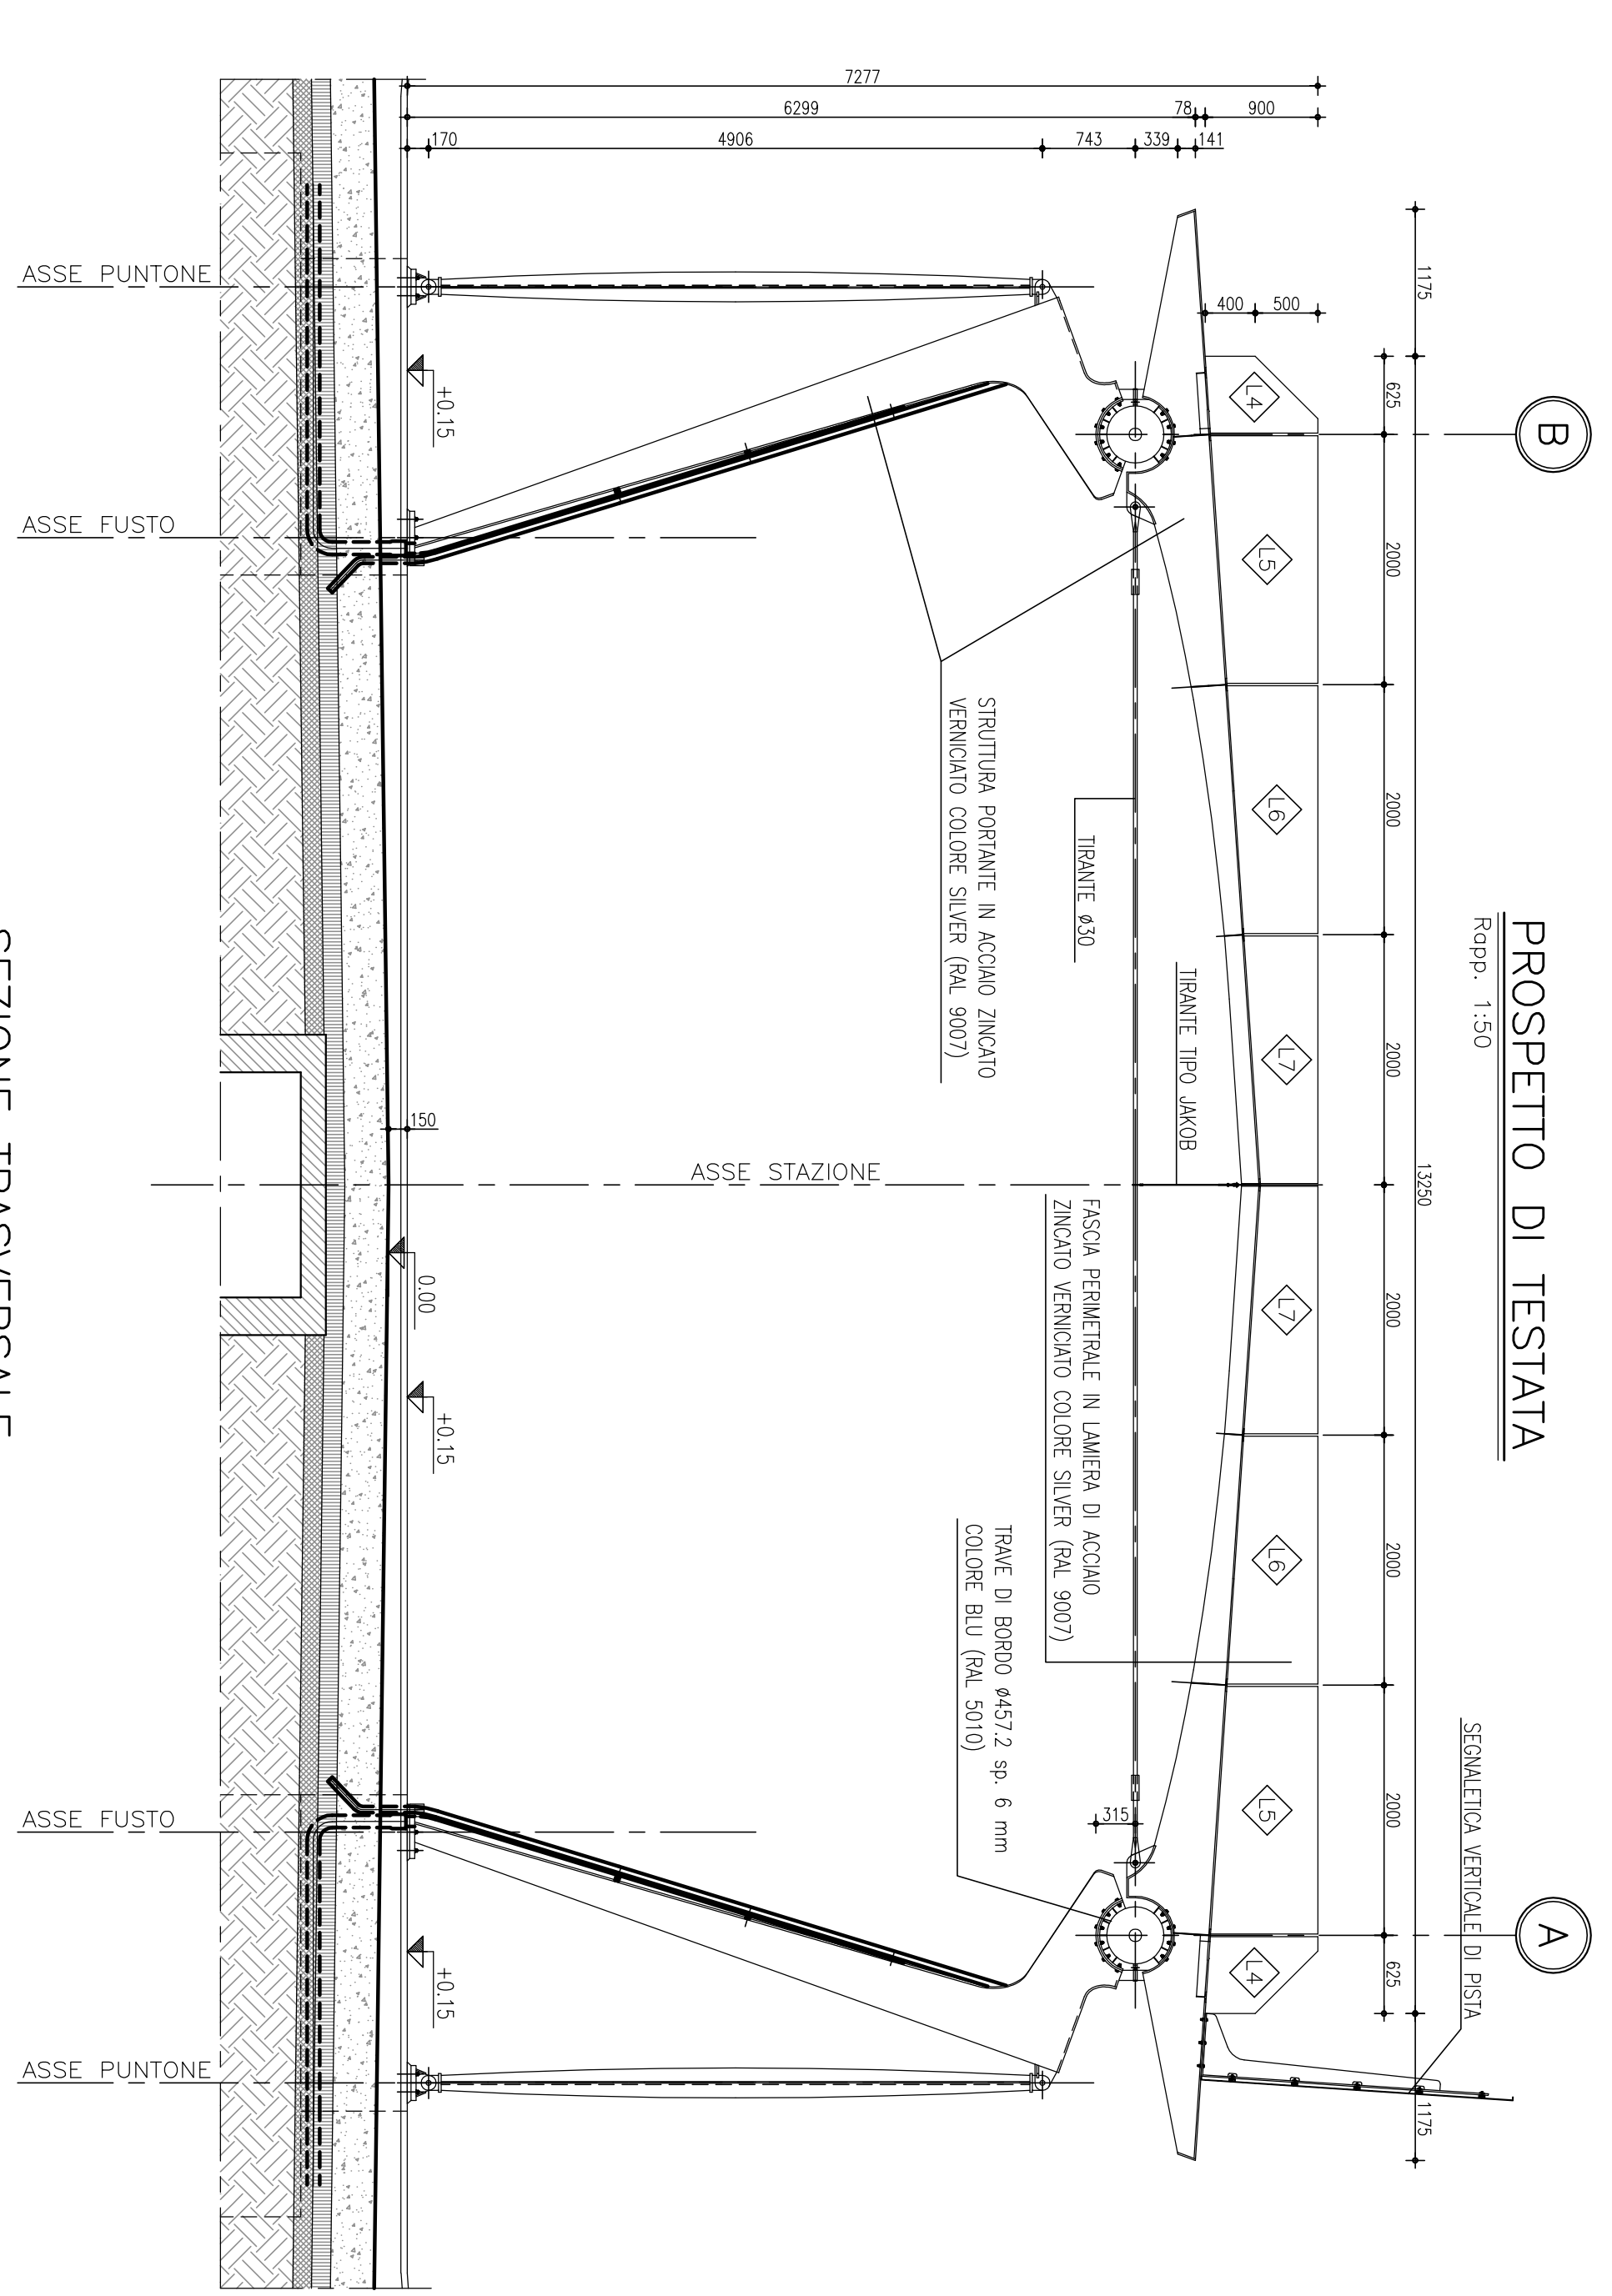 PROSPETTO DI TESTATA
Rapp. 1:50
B
A
SEGNALETICA VERTICALE DI PISTA
1175
13250
1175
625
2000
2000
2000
2000
2000
2000
625
500
400
L4
L5
L6
L7
L7
L6
L5
L4
7277
900
78
6299
141
339
743
4906
170
TIRANTE TIPO JAKOB
TIRANTE Ø30
315
FASCIA PERIMETRALE IN LAMIERA DI ACCIAIO
ZINCATO VERNICIATO COLORE SILVER (RAL 9007)
STRUTTURA PORTANTE IN ACCIAIO ZINCATO
VERNICIATO COLORE SILVER (RAL 9007)
TRAVE DI BORDO Ø457.2 sp. 6 mm
COLORE BLU (RAL 5010)
ASSE STAZIONE
+0.15
150
0.00
+0.15
+0.15
ASSE PUNTONE
ASSE FUSTO
ASSE FUSTO
ASSE PUNTONE
SEZIONE TRASVERSALE